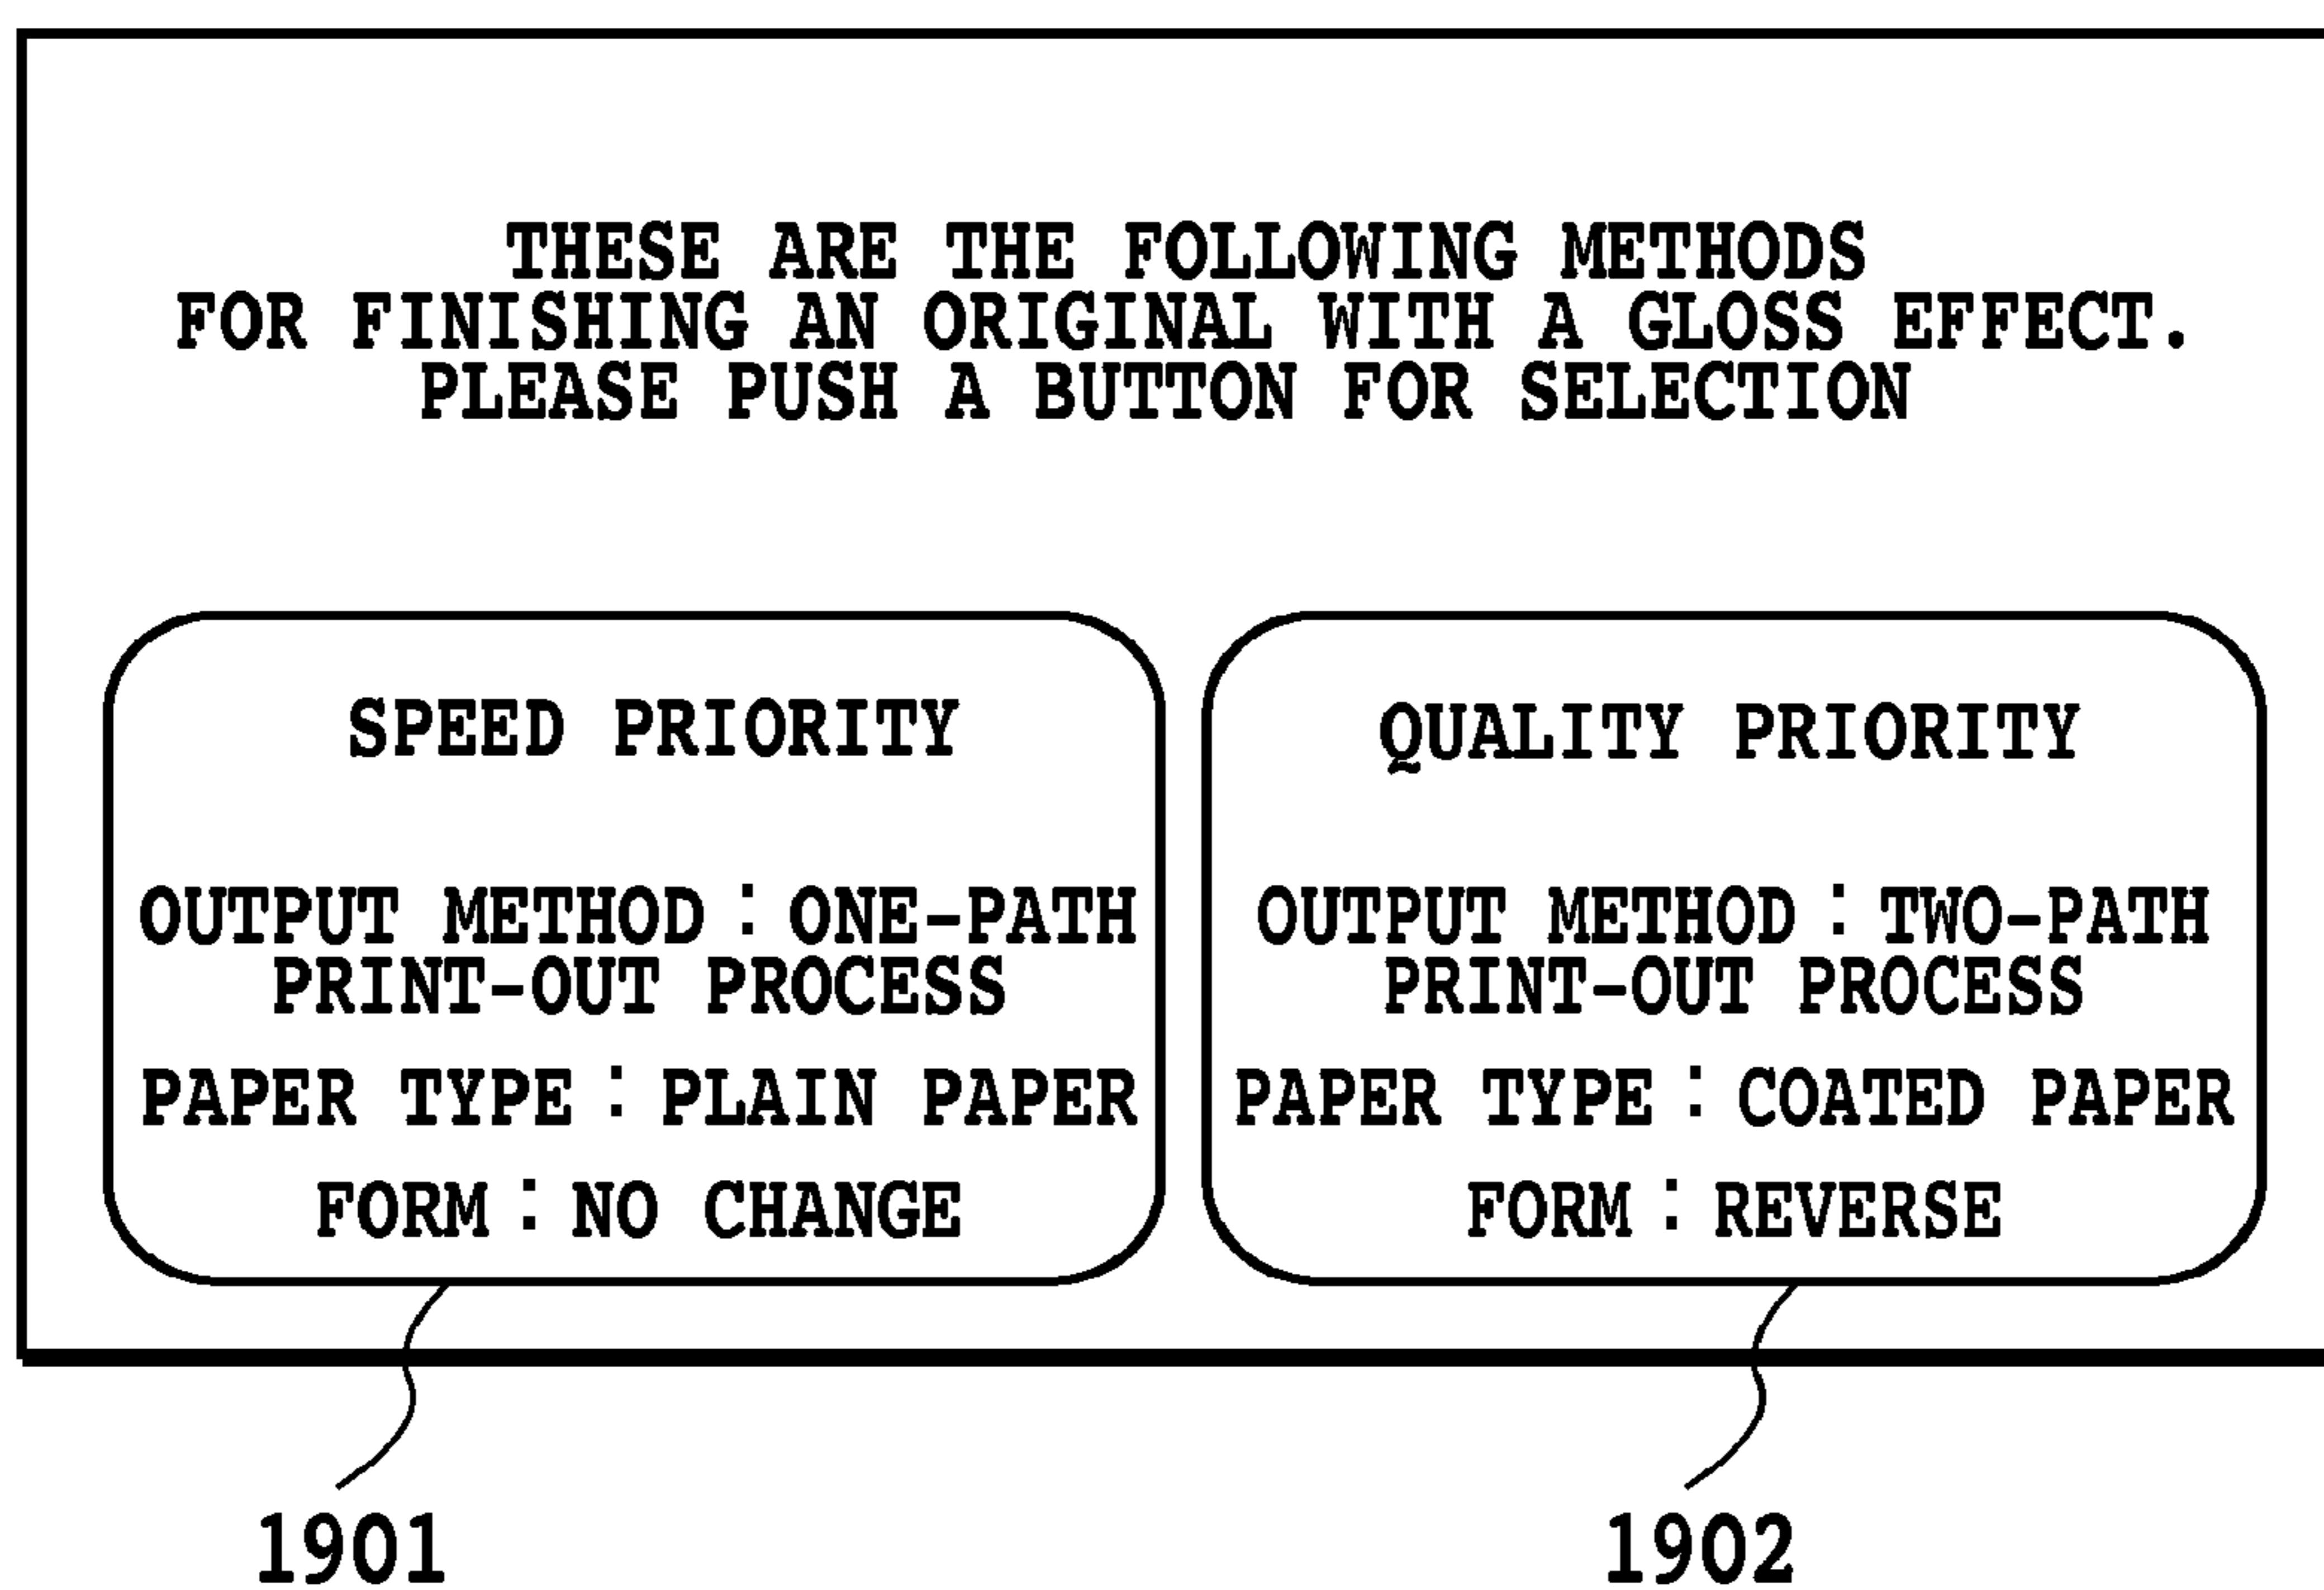 THESE ARE THE FOLLOWING METHODS
FOR FINISHING AN ORIGINAL WITH A GLOSS EFFECT.
PLEASE PUSH A BUTTON FOR SELECTION
SPEED PRIORITY
OUTPUT METHOD : ONE-PATH
PRINT-OUT PROCESS
PAPER TYPE : PLAIN PAPER
FORM : NO CHANGE
QUALITY PRIORITY
OUTPUT METHOD : TWO-PATH
PRINT-OUT PROCESS
PAPER TYPE : COATED PAPER
FORM : REVERSE
1901
1902